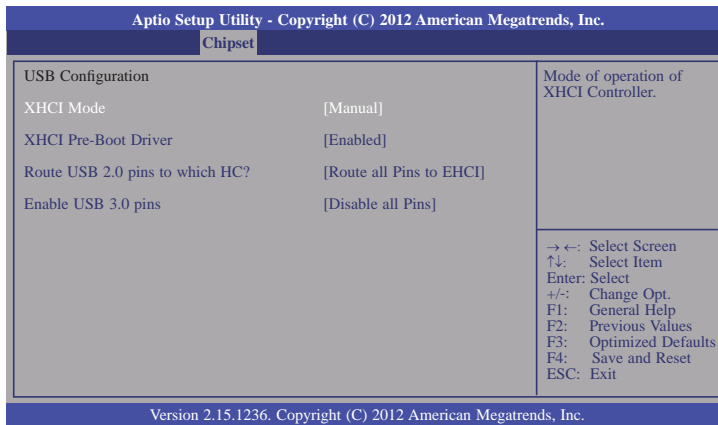 Aptio Setup Utility - Copyright (C) 2012 American Megatrends, Inc.
Chipset
USB Configuration
XHCI Mode [Manual]
XHCI Pre-Boot Driver [Enabled]
Route USB 2.0 pins to which HC? [Route all Pins to EHCI]
Enable USB 3.0 pins [Disable all Pins]
Mode of operation of
XHCI Controller.
→ ←: Select Screen
↑↓: Select Item
Enter: Select
+/-: Change Opt.
F1: General Help
F2: Previous Values
F3: Optimized Defaults
F4: Save and Reset
ESC: Exit
Version 2.15.1236. Copyright (C) 2012 American Megatrends, Inc.